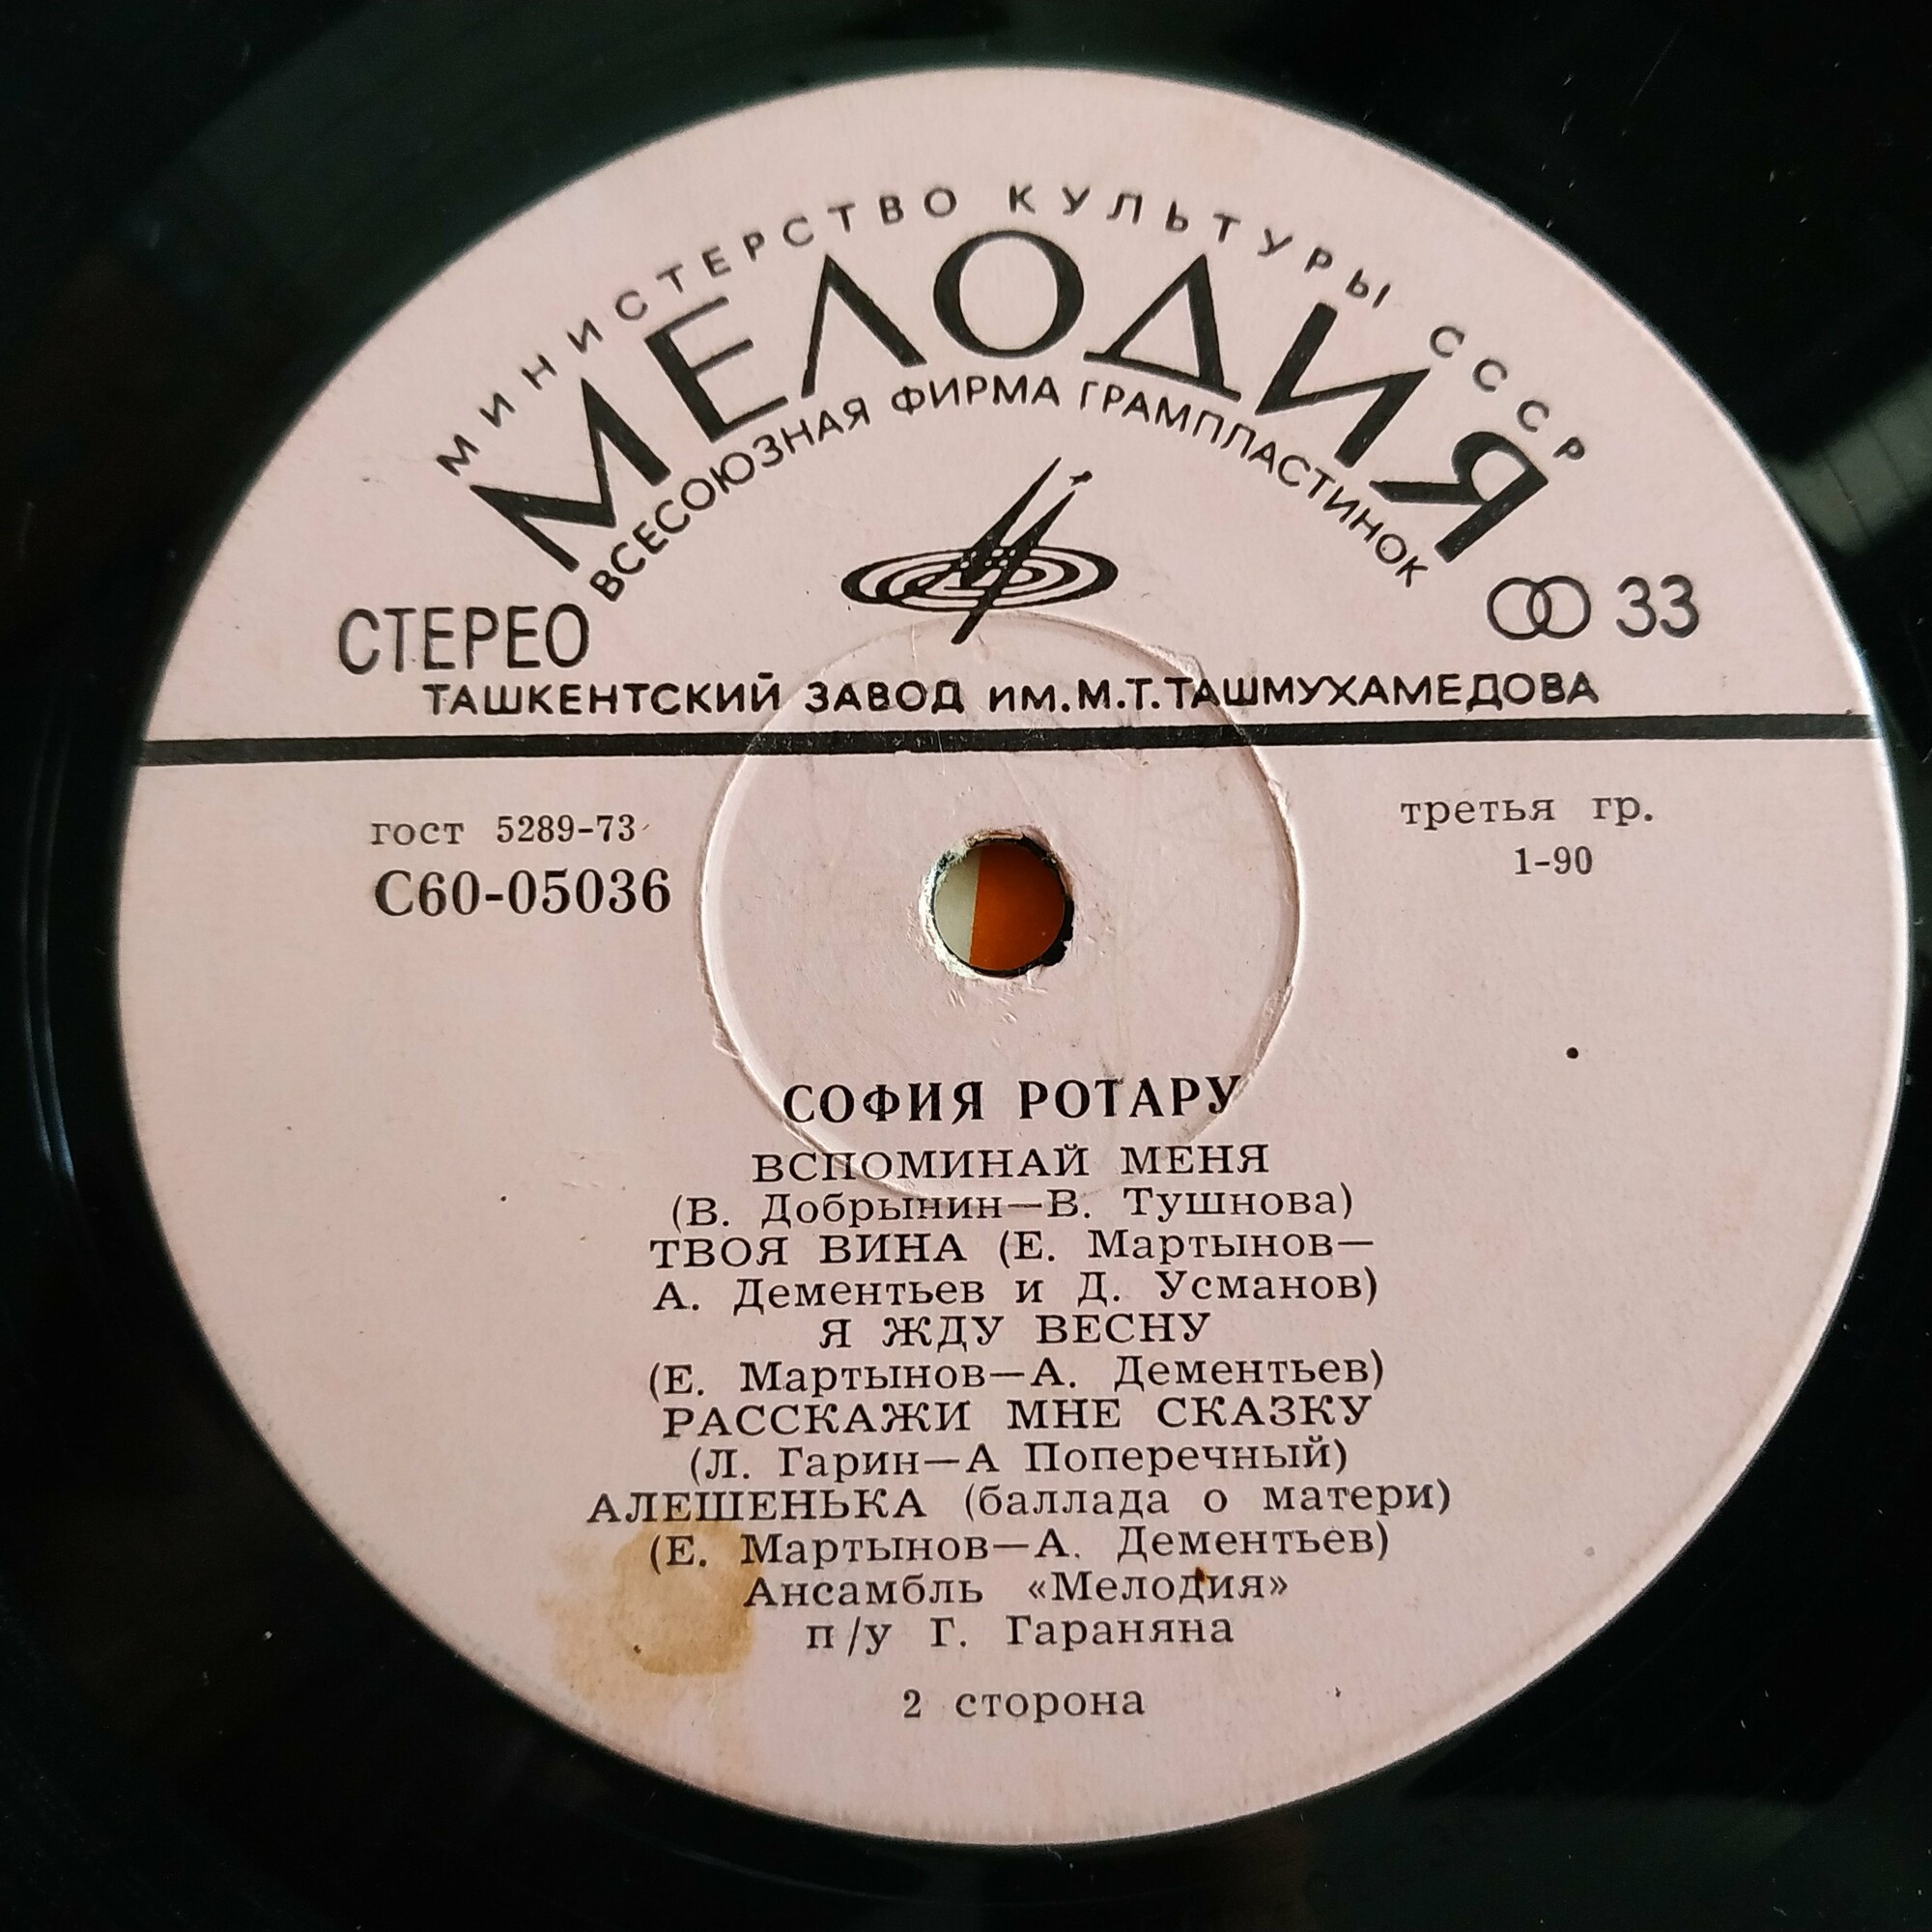 МИНИСТЕРСТВО КУЛЬТУРЫ СССР
МЕЛОДИЯ
ВСЕСОЮЗНАЯ ФИРМА ГРАМПЛАСТИНОК
СТЕРЕО
33
ТАШКЕНТСКИЙ ЗАВОД ИМ.М.Т.ТАШМУХАМЕДОВА
гост 5289-73
С60-05036
третья гр.
1-90
СОФИЯ РОТАРУ
ВСПОМИНАЙ МЕНЯ
(В. Добрынин—В. Тушнова)
ТВОЯ ВИНА (Е. Мартынов—
А. Дементьев и Д. Усманов)
Я ЖДУ ВЕСНУ
(Е. Мартынов—А. Дементьев)
РАССКАЖИ МНЕ СКАЗКУ
(Л. Гарин—А Поперечный)
АЛЕШЕНЬКА (баллада о матери)
(Е. Мартынов—А. Дементьев)
Ансамбль «Мелодия»
п/у Г. Гараняна
2 сторона